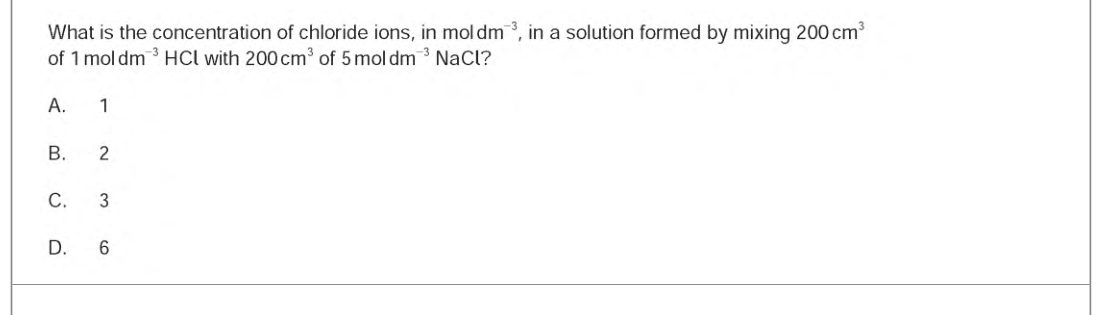 What is the concentration of chloride ions, in mol dm⁻³, in a solution formed by mixing 200 cm³
of 1 mol dm⁻³ HCl with 200 cm³ of 5 mol dm⁻³ NaCl?
A. 1
B. 2
C. 3
D. 6